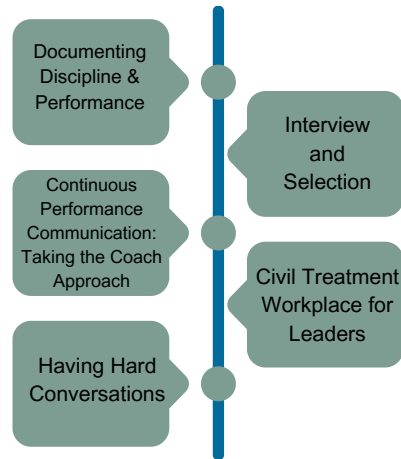 Documenting
Discipline &
Performance
Interview
and
Selection
Continuous
Performance
Communication:
Taking the Coach
Approach
Civil Treatment
Workplace for
Leaders
Having Hard
Conversations